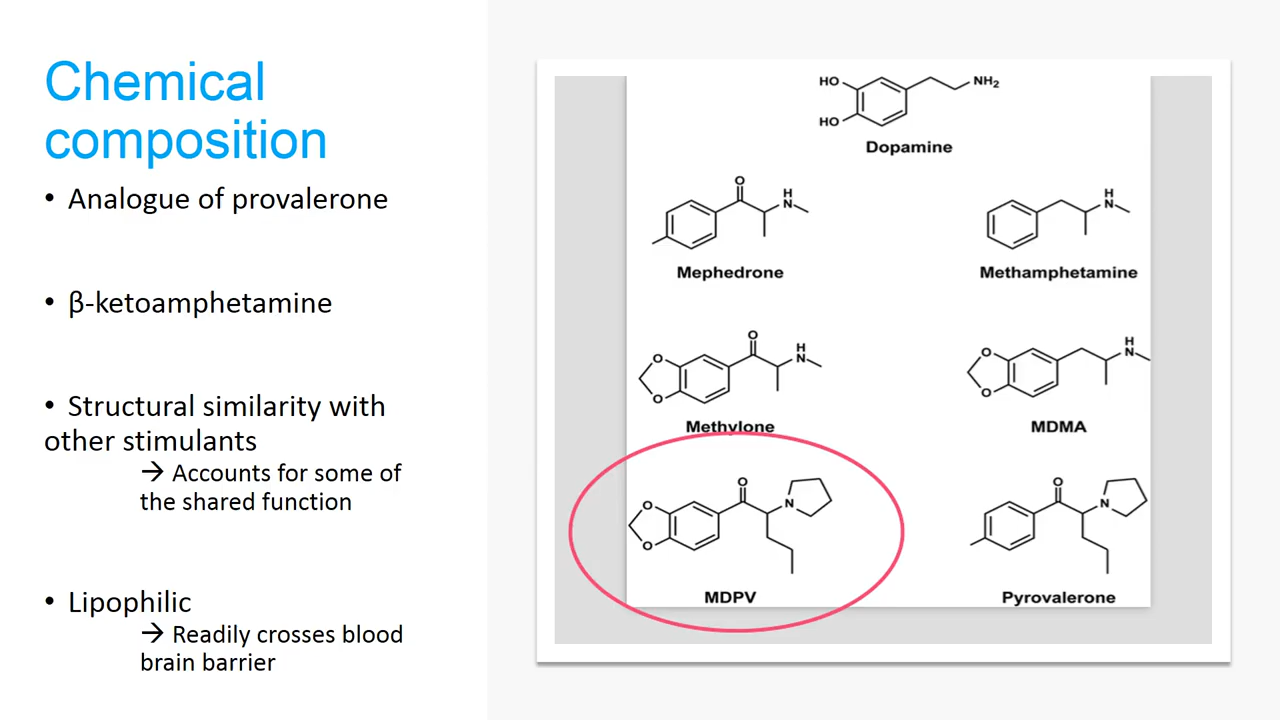 Chemical
composition
• Analogue of provalerone
• β-ketoamphetamine
• Structural similarity with
other stimulants
→ Accounts for some of
the shared function
• Lipophilic
→ Readily crosses blood
brain barrier
HO
NH2
HO
Dopamine
O
H
N
Mephedrone
H
N
Methamphetamine
O
O
H
N
O
Methylone
O
H
N
O
MDMA
O
O
N
O
MDPV
O
N
Pyrovalerone